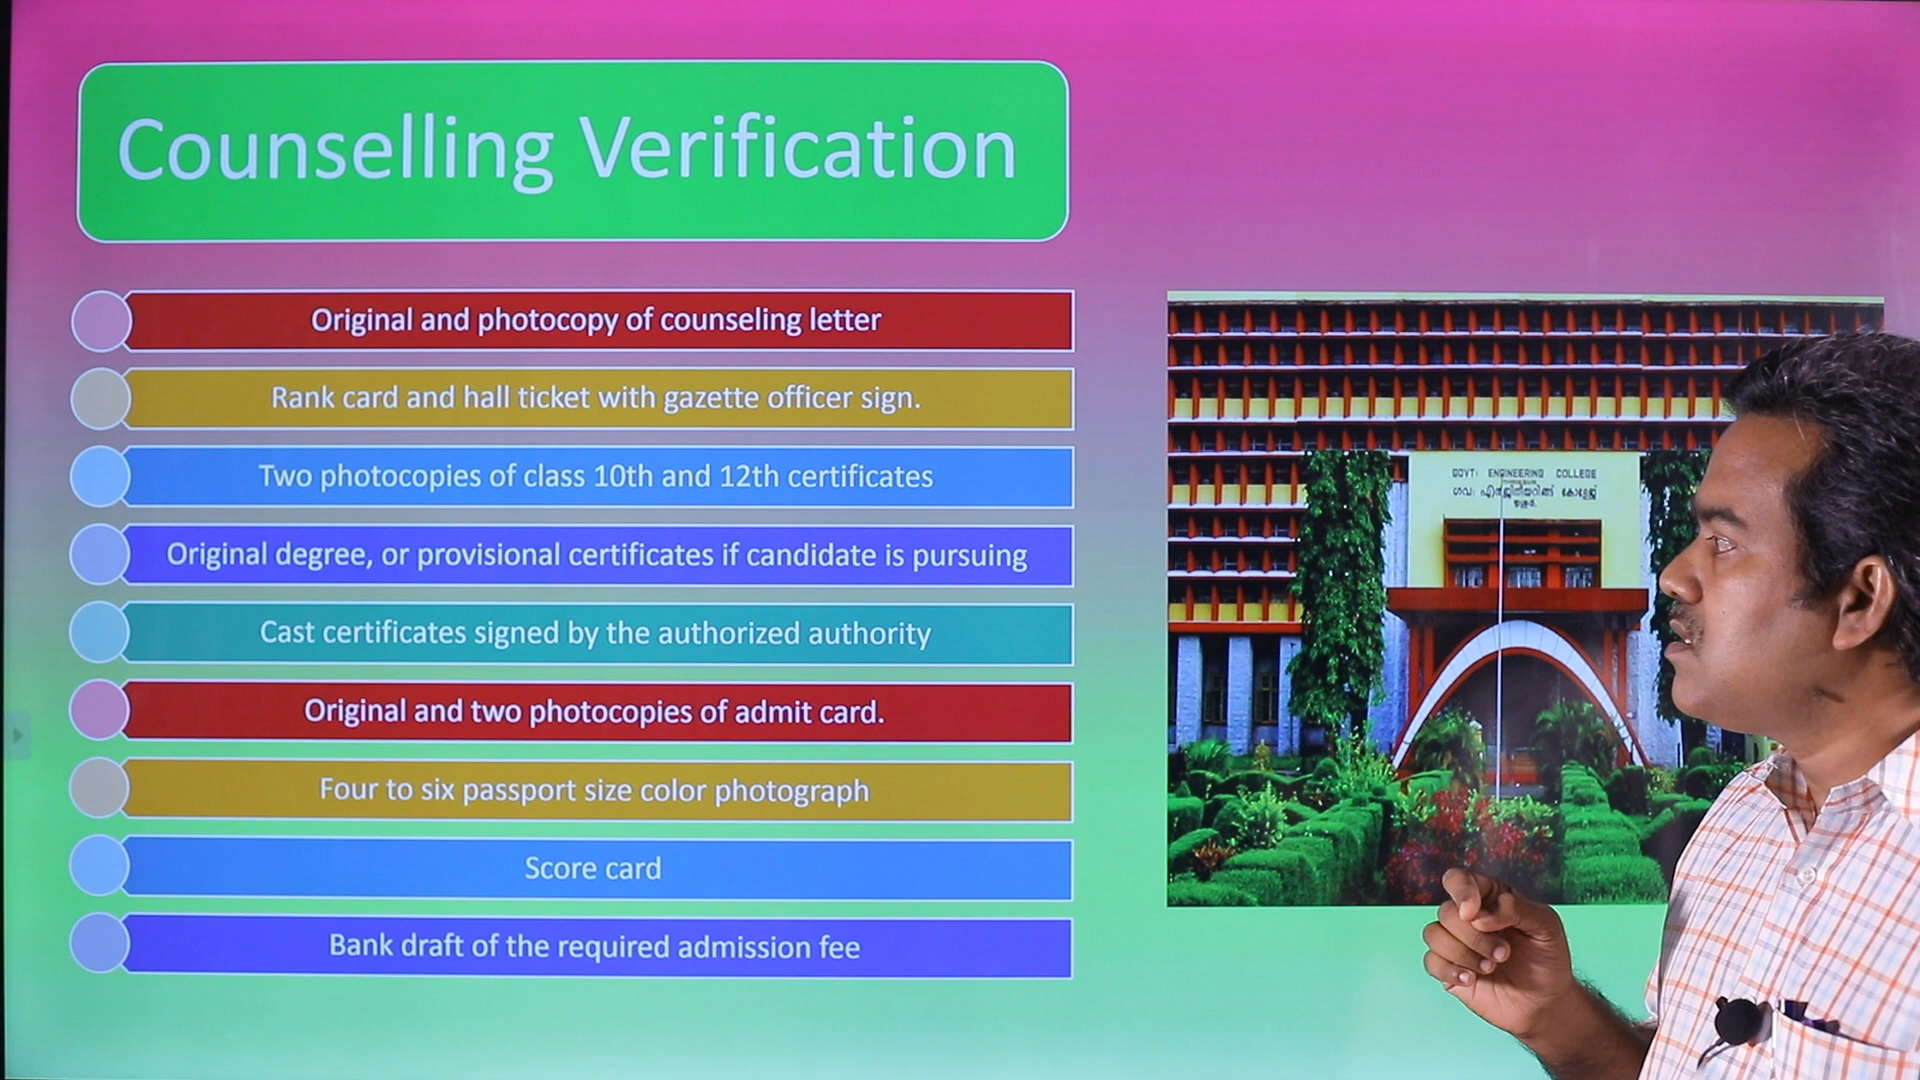 Counselling Verification
Original and photocopy of counseling letter
Rank card and hall ticket with gazette officer sign.
Two photocopies of class 10th and 12th certificates
Original degree, or provisional certificates if candidate is pursuing
Cast certificates signed by the authorized authority
Original and two photocopies of admit card.
Four to six passport size color photograph
Score card
Bank draft of the required admission fee
GOVT: ENGINEERING COLLEGE
ഗവ: എൻജിനീയറിങ്ങ് കോളേജ്